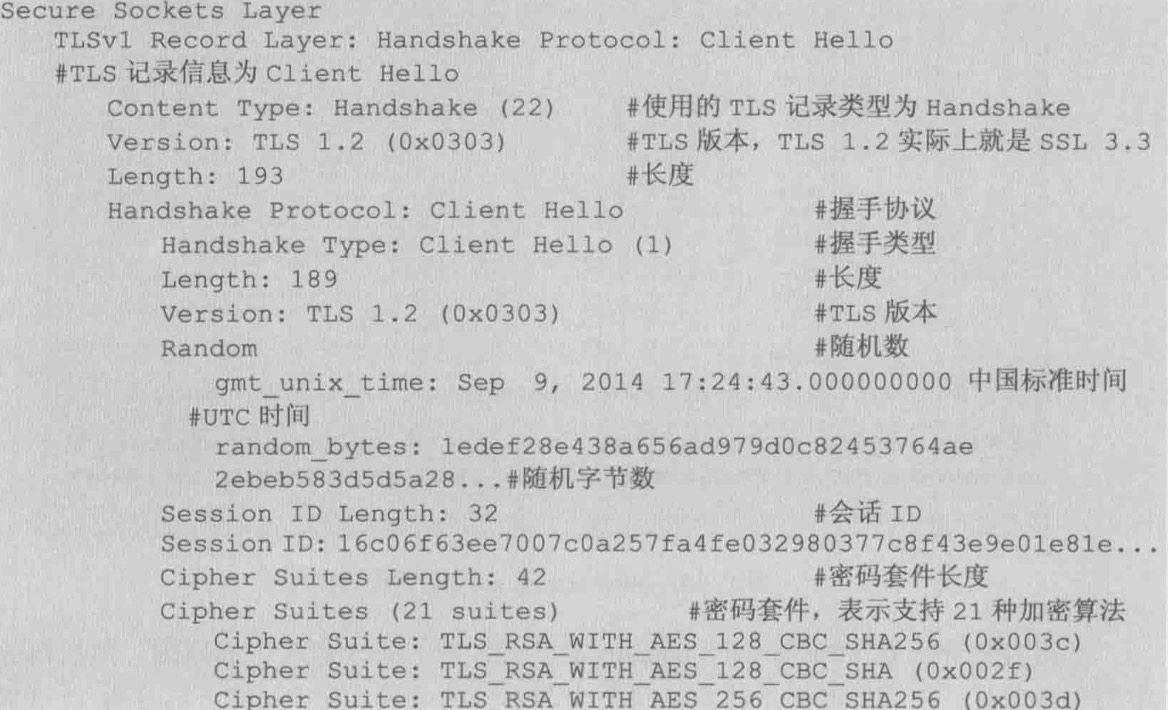 Secure Sockets Layer
TLSv1 Record Layer: Handshake Protocol: Client Hello
#TLS 记录信息为 Client Hello
Content Type: Handshake (22) #使用的 TLS 记录类型为 Handshake
Version: TLS 1.2 (0x0303) #TLS 版本，TLS 1.2 实际上就是 SSL 3.3
Length: 193 #长度
Handshake Protocol: Client Hello #握手协议
Handshake Type: Client Hello (1) #握手类型
Length: 189 #长度
Version: TLS 1.2 (0x0303) #TLS 版本
Random #随机数
gmt_unix_time: Sep 9, 2014 17:24:43.000000000 中国标准时间
#UTC 时间
random_bytes: 1edef28e438a656ad979d0c82453764ae
2ebeb583d5d5a28...#随机字节数
Session ID Length: 32 #会话 ID
Session ID: 16c06f63ee7007c0a257fa4fe032980377c8f43e9e01e81e...
Cipher Suites Length: 42 #密码套件长度
Cipher Suites (21 suites) #密码套件，表示支持 21 种加密算法
Cipher Suite: TLS_RSA_WITH_AES_128_CBC_SHA256 (0x003c)
Cipher Suite: TLS_RSA_WITH_AES_128_CBC_SHA (0x002f)
Cipher Suite: TLS_RSA_WITH_AES_256_CBC_SHA256 (0x003d)